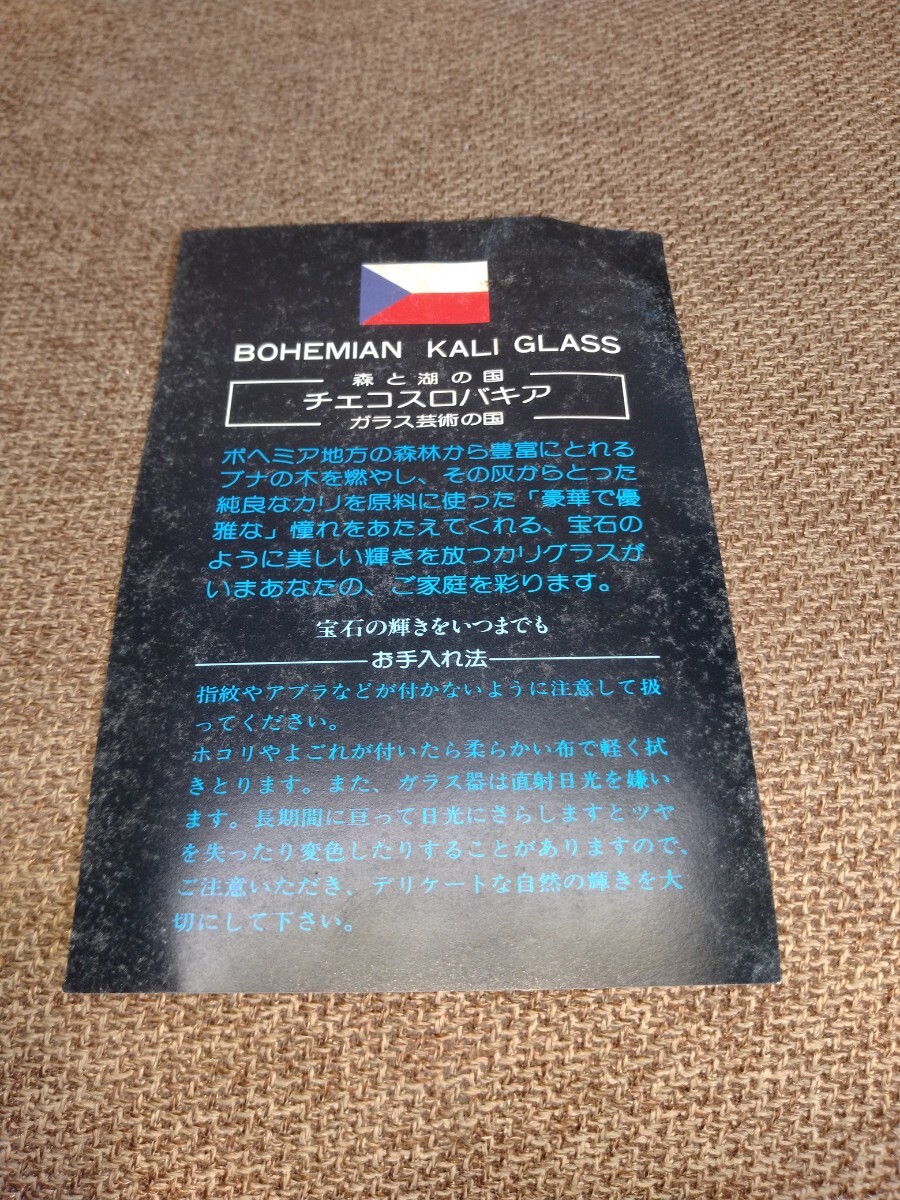 BOHEMIAN KALI GLASS
森と湖の国
チェコスロバキア
ガラス芸術の国
ボヘミア地方の森林から豊富にとれる
ブナの木を燃やし、その灰からとった
純良なカリを原料に使った「豪華で優
雅な」憧れをあたえてくれる、宝石の
ように美しい輝きを放つカリグラスが
いまあなたの、ご家庭を彩ります。
宝石の輝きをいつまでも
お手入れ法
指紋やアブラなどが付かないように注意して扱
ってください。
ホコリやよごれが付いたら柔らかい布で軽く拭
きとります。また、ガラス器は直射日光を嫌い
ます。長期間に亘って日光にさらしますとツヤ
を失ったり変色したりすることがありますので、
ご注意いただき、デリケートな自然の輝きを大
切にして下さい。